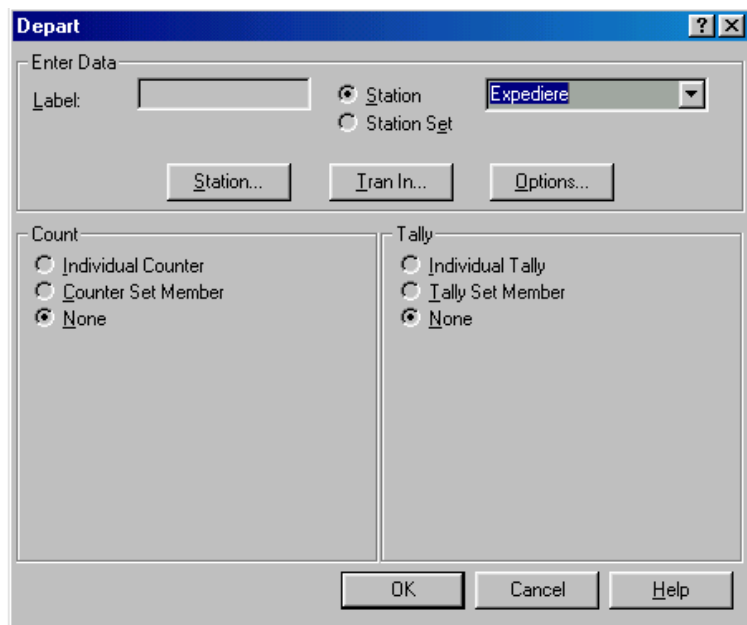 Depart
Enter Data
Label:
Station
Expediere
Station Set
Station...
Tran In...
Options...
Count
Individual Counter
Counter Set Member
None
Tally
Individual Tally
Tally Set Member
None
OK
Cancel
Help